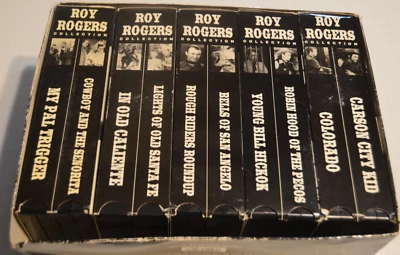 ROY
ROGERS
COLLECTION
MY PAL TRIGGER
COWBOY AND THE SENORITA
ROY
ROGERS
COLLECTION
IN OLD CALIENTE
LIGHTS OF OLD SANTA FE
ROY
ROGERS
COLLECTION
ROUGH RIDERS ROUNDUP
BELLS OF SAN ANGELO
ROY
ROGERS
COLLECTION
YOUNG BILL HICKOK
ROBIN HOOD OF THE PECOS
ROY
ROGERS
COLLECTION
COLORADO
CARSON CITY KID